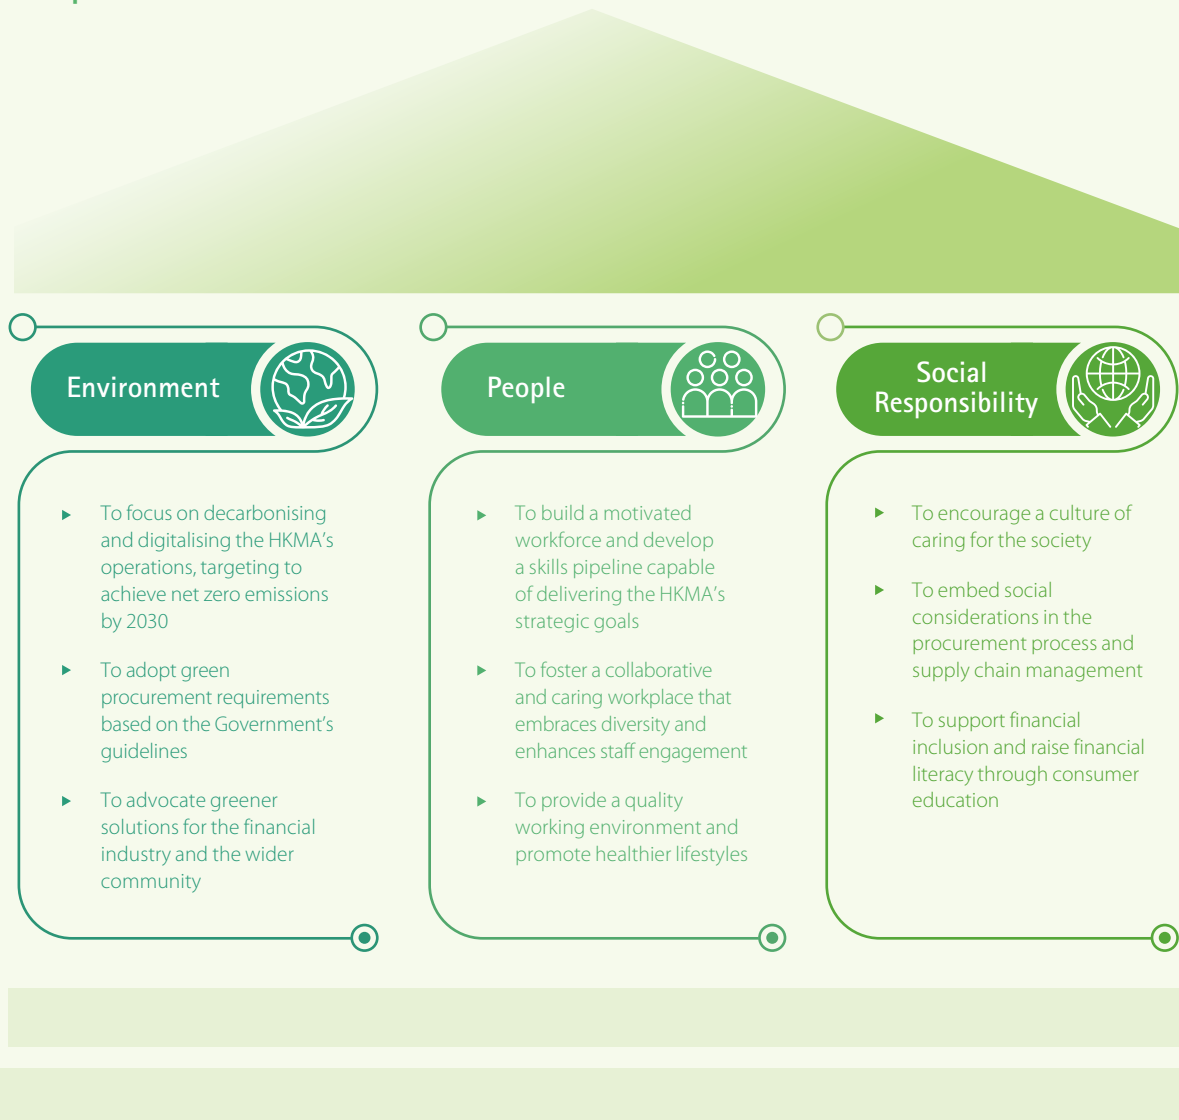 Environment
To focus on decarbonising
and digitalising the HKMA's
operations, targeting to
achieve net zero emissions
by 2030
To adopt green
procurement requirements
based on the Government's
guidelines
To advocate greener
solutions for the financial
industry and the wider
community
People
To build a motivated
workforce and develop
a skills pipeline capable
of delivering the HKMA's
strategic goals
To foster a collaborative
and caring workplace that
embraces diversity and
enhances staff engagement
To provide a quality
working environment and
promote healthier lifestyles
Social
Responsibility
To encourage a culture of
caring for the society
To embed social
considerations in the
procurement process and
supply chain management
To support financial
inclusion and raise financial
literacy through consumer
education